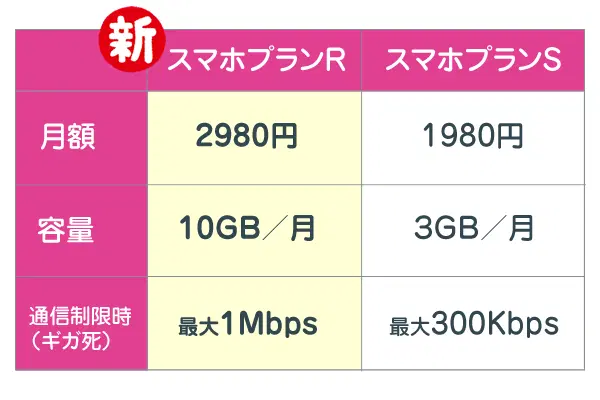 新
スマホプランR スマホプランS
月額 2980円 1980円
容量 10GB／月 3GB／月
通信制限時
（ギガ死） 最大1Mbps 最大300Kbps